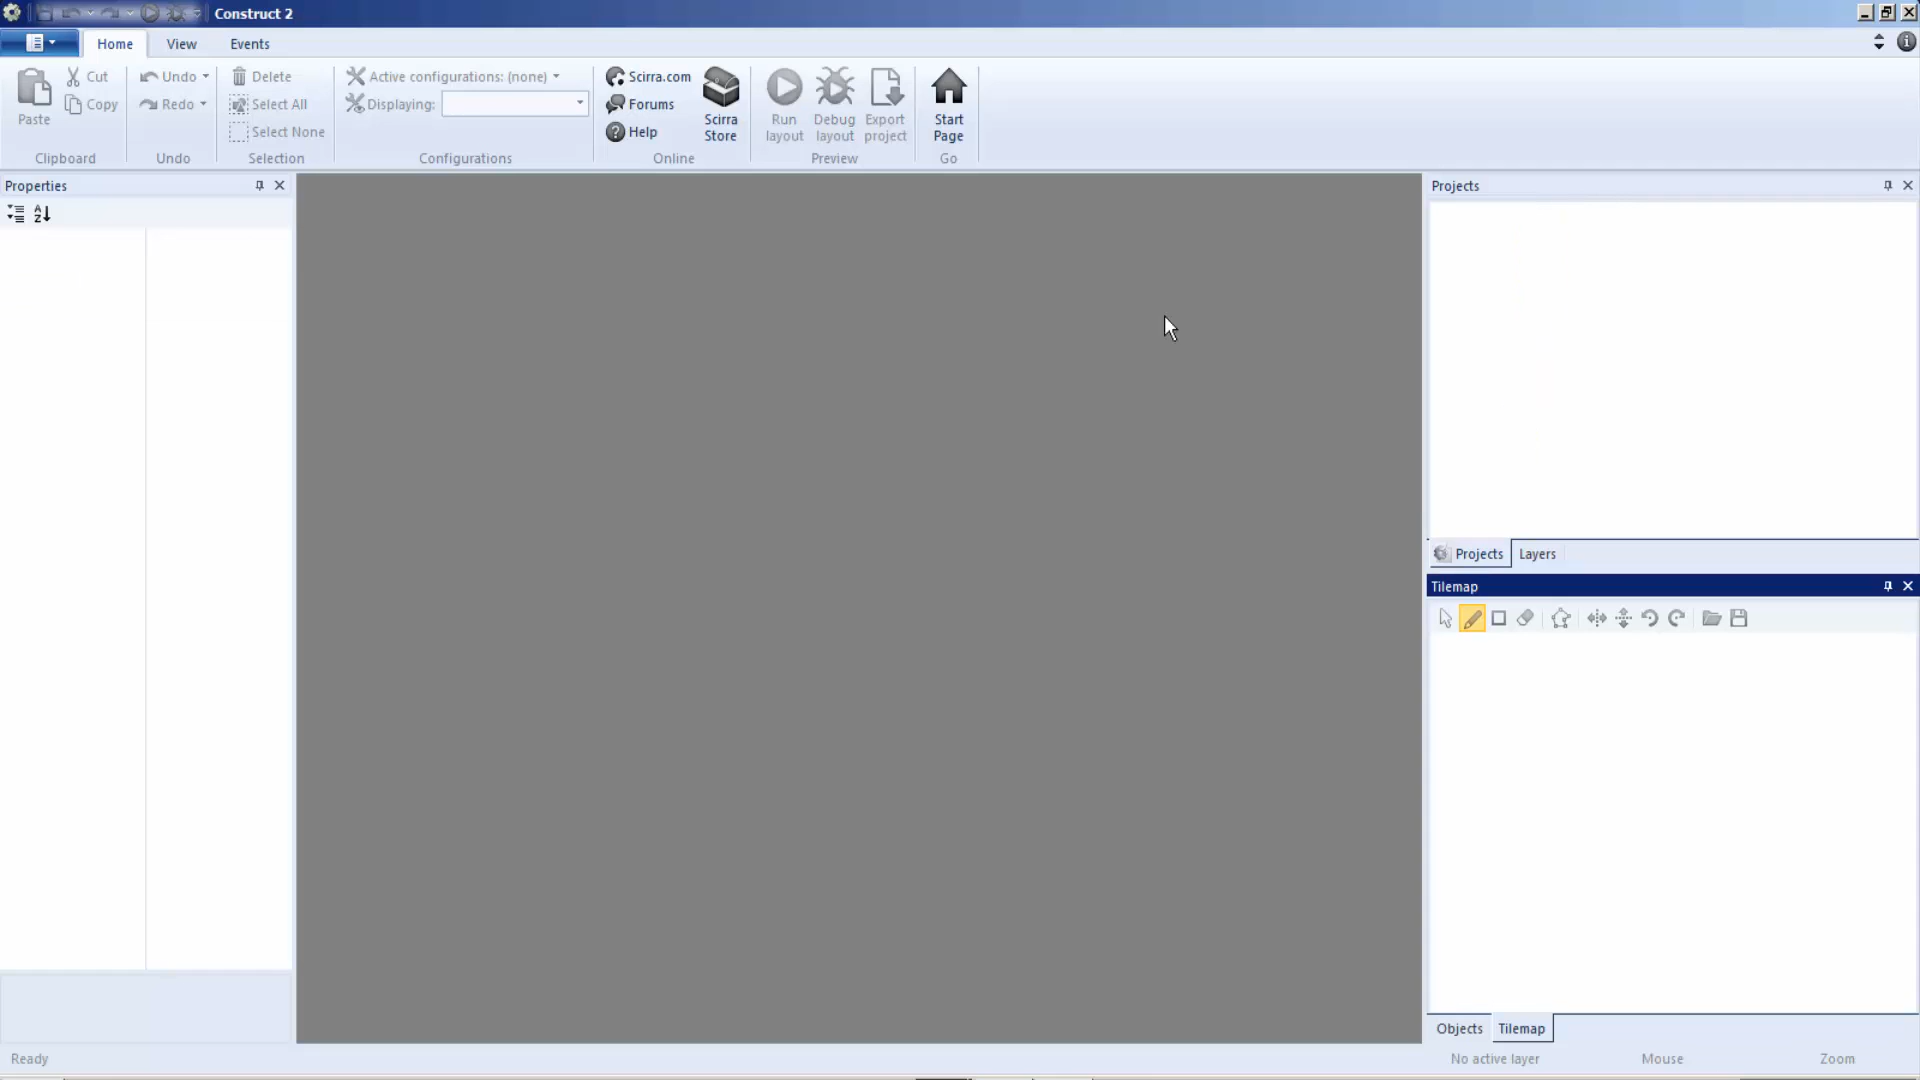 Construct 2
Home View Events
Paste Cut Copy
Clipboard
Undo
Redo
Undo
Delete
Select All
Select None
Selection
Active configurations: (none)
Displaying:
Configurations
Scirra.com
Forums
Help
Scirra
Store
Online
Run
layout
Debug
layout
Export
project
Preview
Start
Page
Go
Properties
Projects
Projects Layers
Tilemap
Objects Tilemap
Ready
No active layer Mouse Zoom